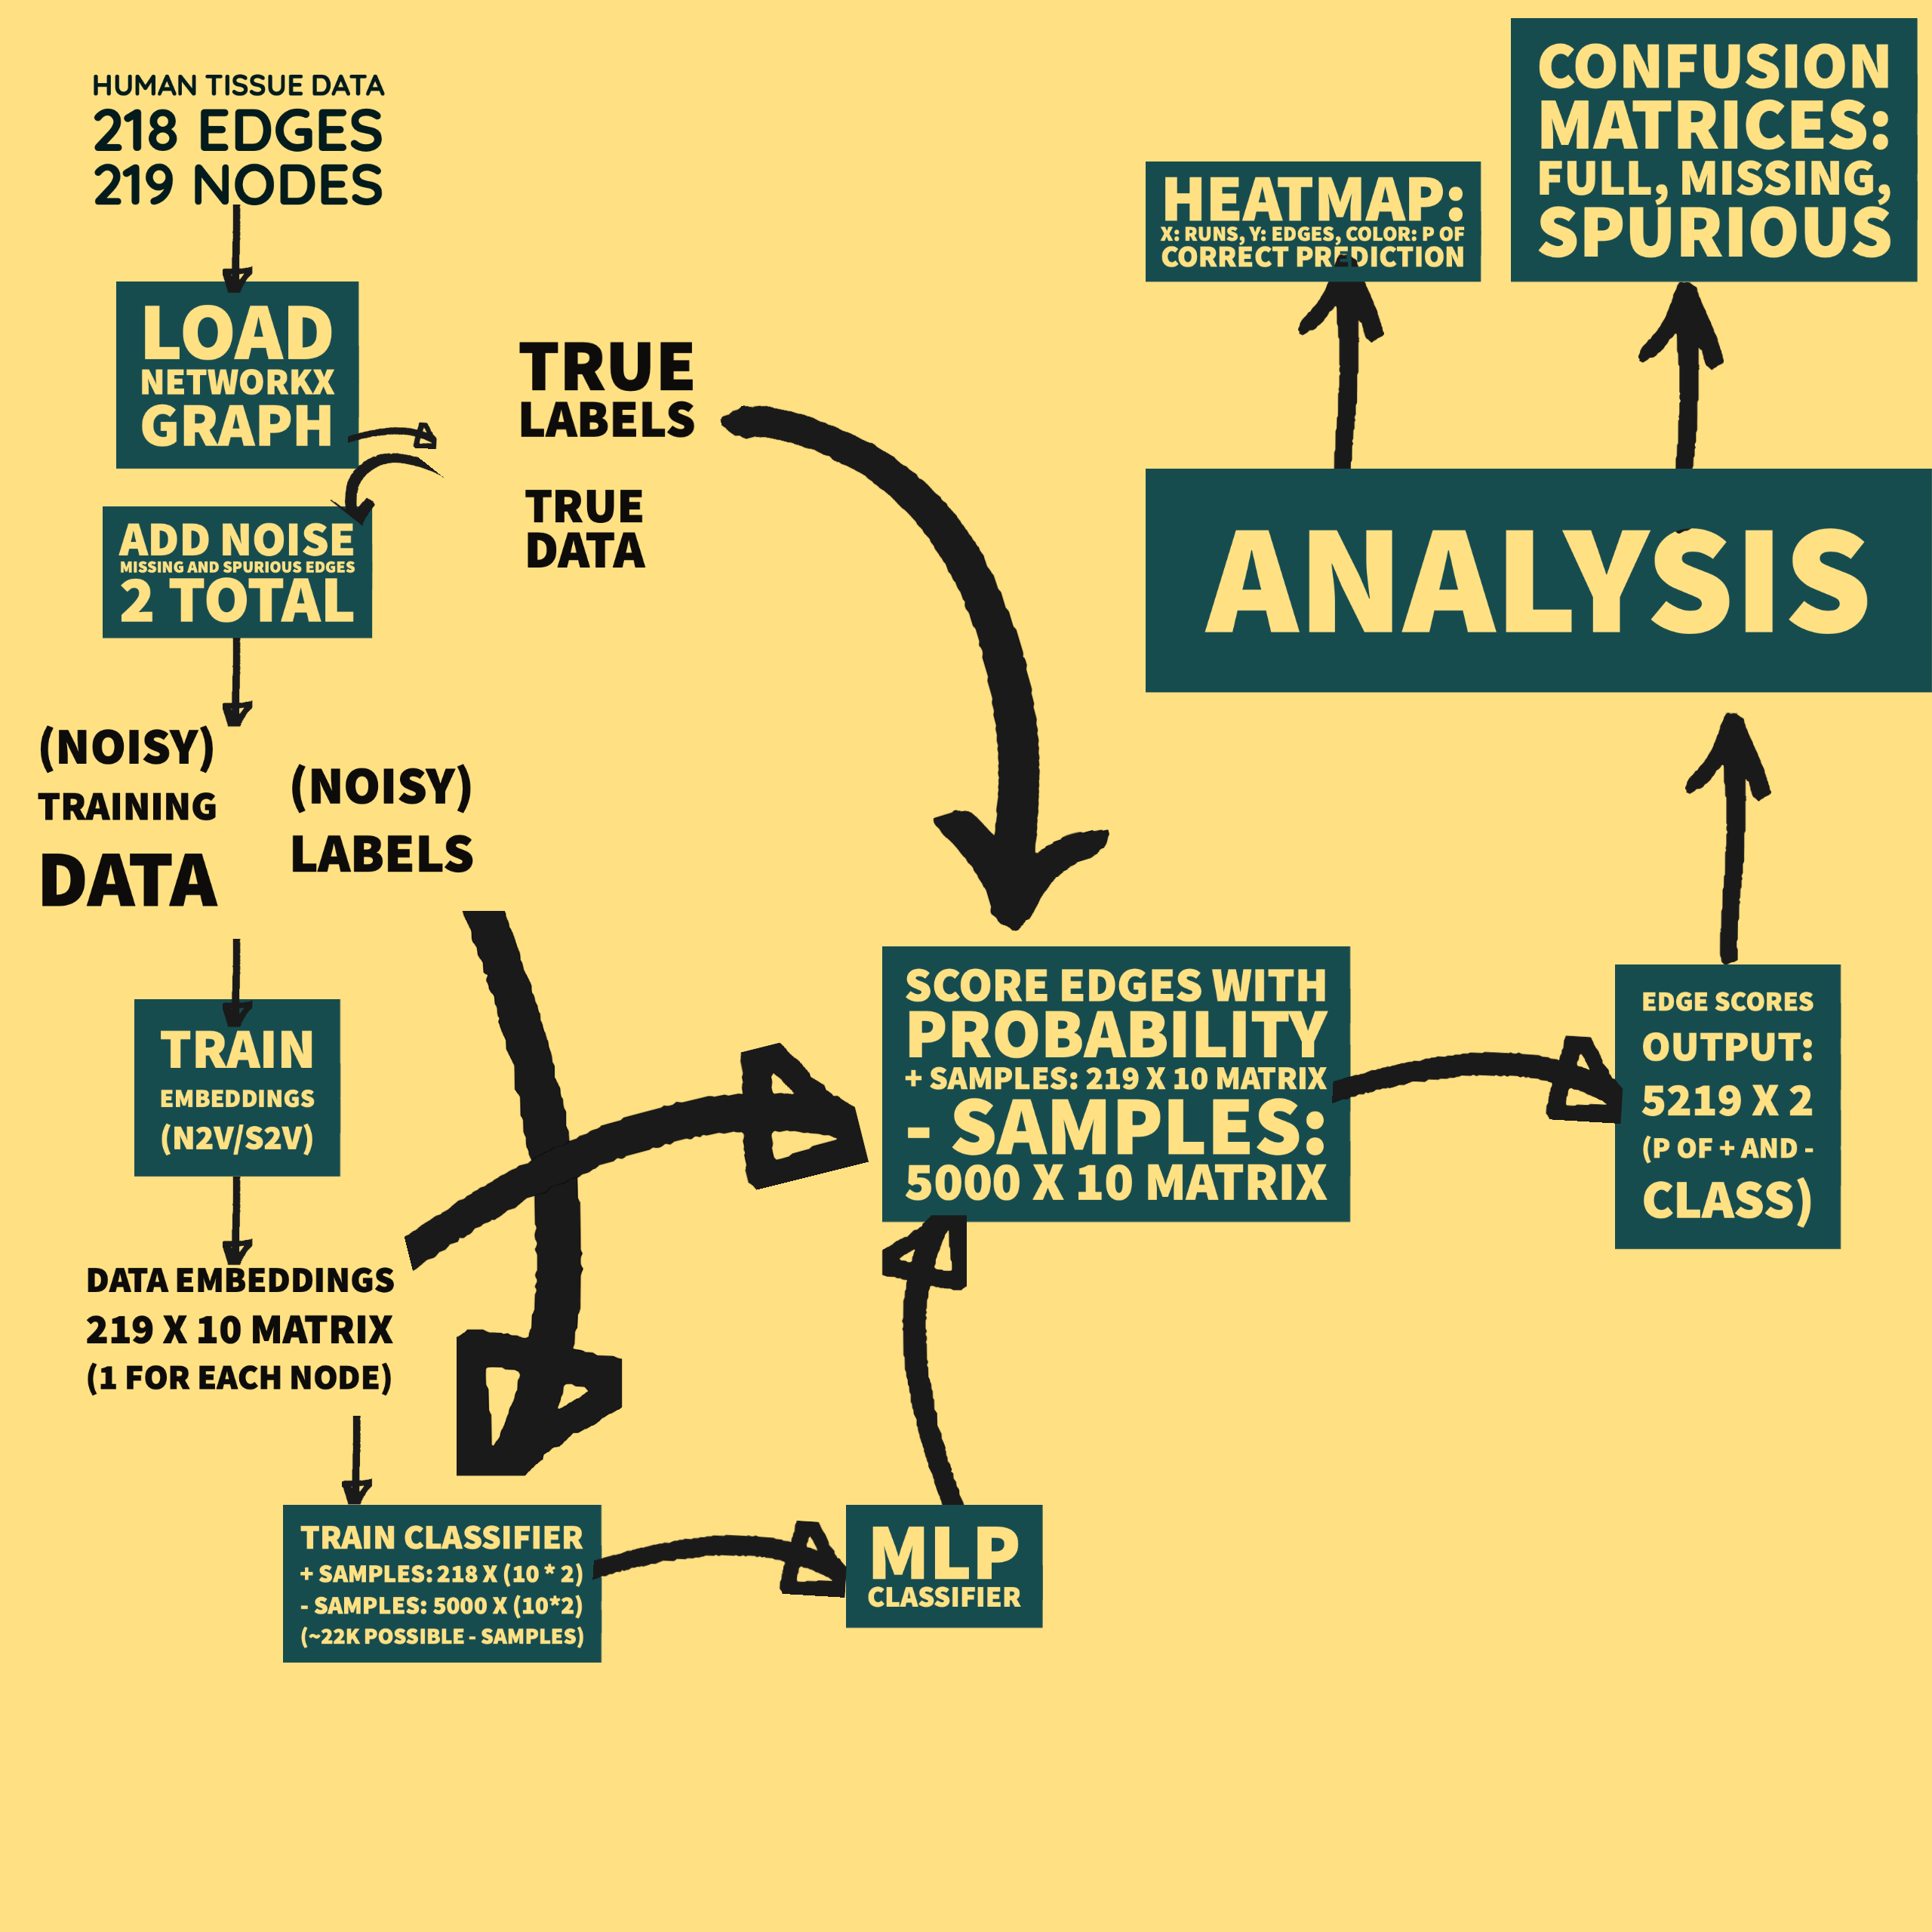 HUMAN TISSUE DATA
218 EDGES
219 NODES
LOAD
NETWORKX
GRAPH
TRUE
LABELS
TRUE
DATA
ADD NOISE
MISSING AND SPURIOUS EDGES
2 TOTAL
(NOISY)
TRAINING
DATA
(NOISY)
LABELS
TRAIN
EMBEDDINGS
(N2V/S2V)
DATA EMBEDDINGS
219 X 10 MATRIX
(1 FOR EACH NODE)
TRAIN CLASSIFIER
+ SAMPLES: 218 X (10 * 2)
- SAMPLES: 5000 X (10*2)
(~22K POSSIBLE - SAMPLES)
MLP
CLASSIFIER
SCORE EDGES WITH
PROBABILITY
+ SAMPLES: 219 X 10 MATRIX
- SAMPLES:
5000 X 10 MATRIX
EDGE SCORES
OUTPUT:
5219 X 2
(P OF + AND -
CLASS)
ANALYSIS
HEATMAP:
X: RUNS, Y: EDGES, COLOR: P OF
CORRECT PREDICTION
CONFUSION
MATRICES:
FULL, MISSING,
SPURIOUS